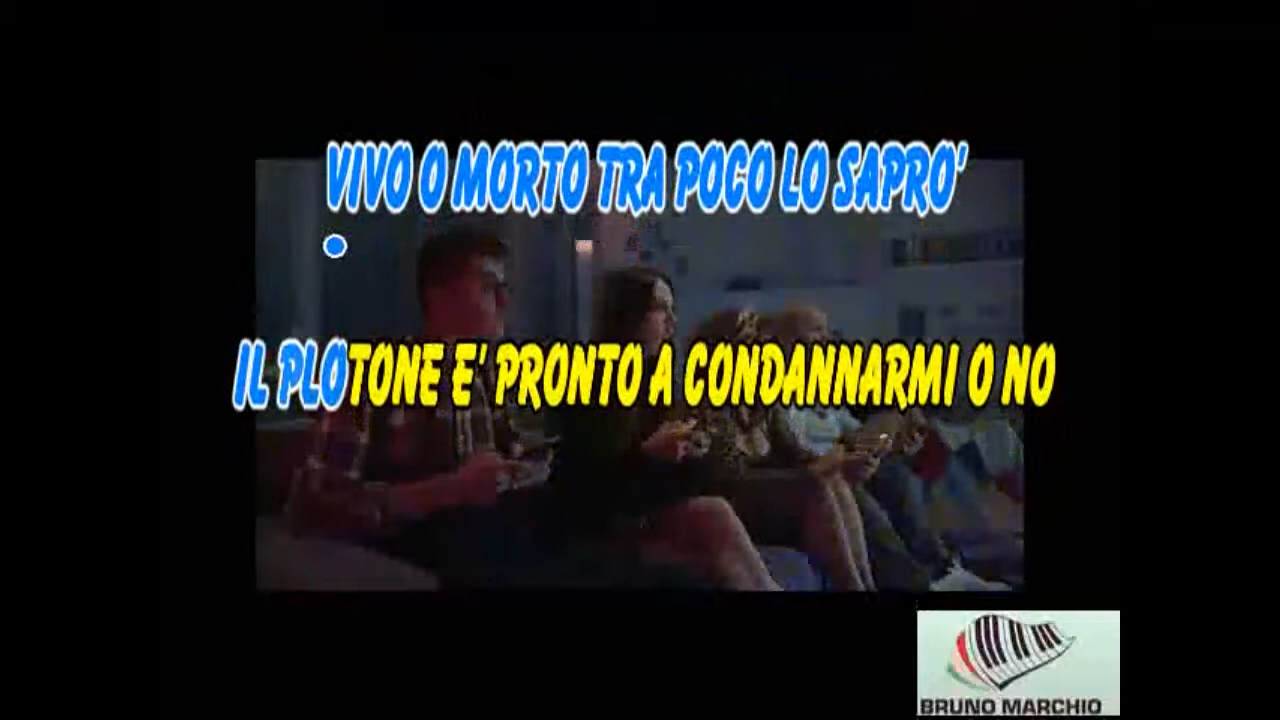 VIVO O MORTO TRA POCO LO SAPRO'
IL PLOTONE E' PRONTO A CONDANNARMI O NO
BRUNO MARCHIO